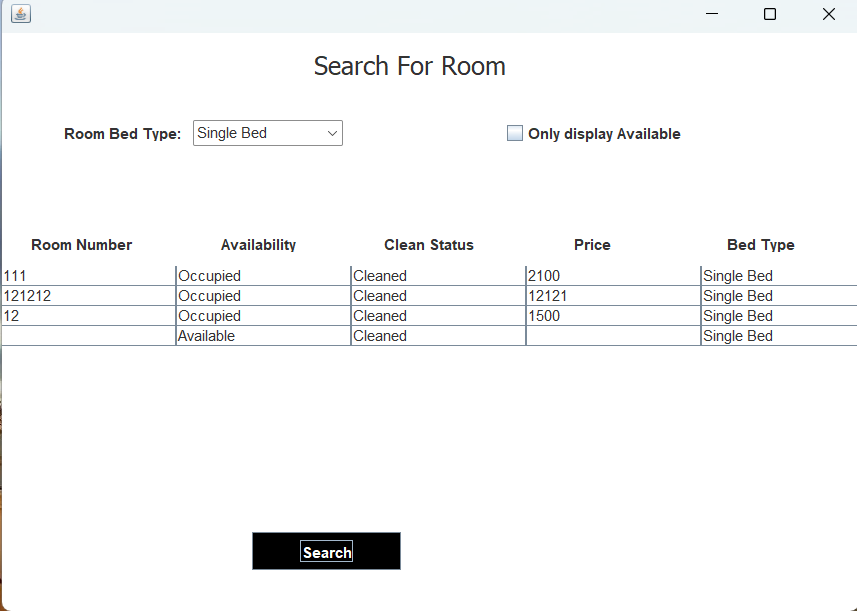 Search For Room
Room Bed Type: Single Bed Only display Available
Room Number Availability Clean Status Price Bed Type
111 Occupied Cleaned 2100 Single Bed
121212 Occupied Cleaned 12121 Single Bed
12 Occupied Cleaned 1500 Single Bed
Available Cleaned Single Bed
Search